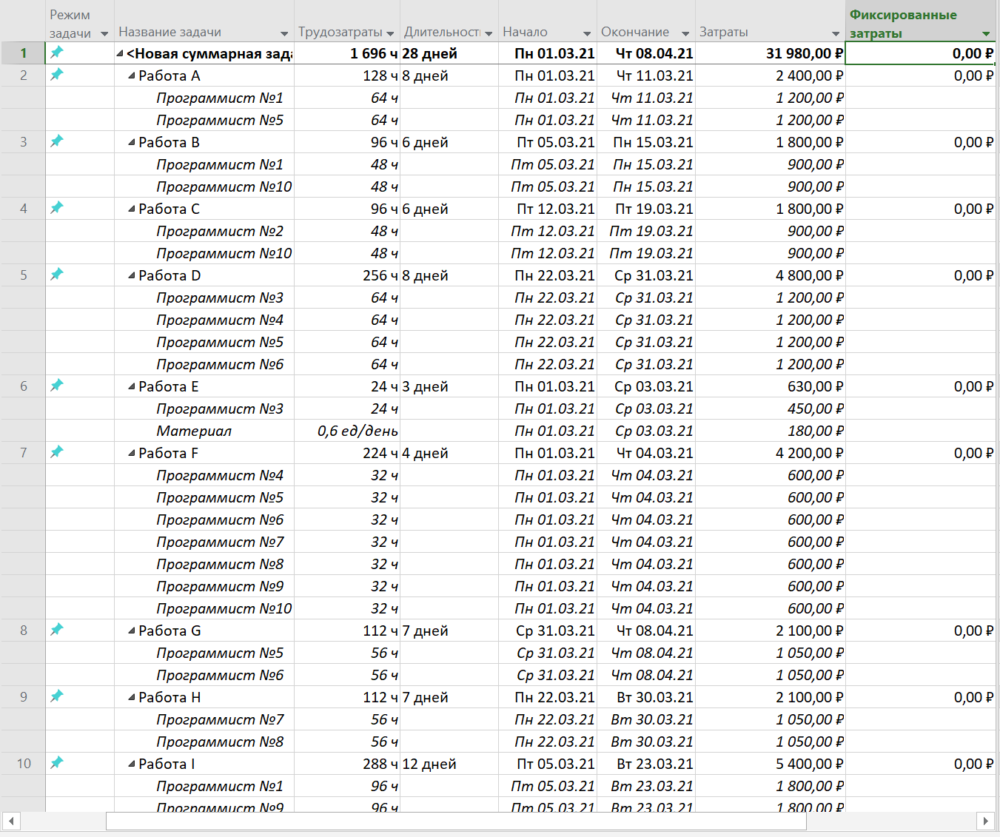 Режим задачи Название задачи Трудозатраты Длительност Начало Окончание Затраты Фиксированные затраты
1 <Новая суммарная зада 1 696 ч 28 дней Пн 01.03.21 Чт 08.04.21 31 980,00 ₽ 0,00 ₽
2 Работа A 128 ч 8 дней Пн 01.03.21 Чт 11.03.21 2 400,00 ₽ 0,00 ₽
Программист №1 64 ч Пн 01.03.21 Чт 11.03.21 1 200,00 ₽
Программист №5 64 ч Пн 01.03.21 Чт 11.03.21 1 200,00 ₽
3 Работа B 96 ч 6 дней Пт 05.03.21 Пн 15.03.21 1 800,00 ₽ 0,00 ₽
Программист №1 48 ч Пт 05.03.21 Пн 15.03.21 900,00 ₽
Программист №10 48 ч Пт 05.03.21 Пн 15.03.21 900,00 ₽
4 Работа C 96 ч 6 дней Пт 12.03.21 Пт 19.03.21 1 800,00 ₽ 0,00 ₽
Программист №2 48 ч Пт 12.03.21 Пт 19.03.21 900,00 ₽
Программист №10 48 ч Пт 12.03.21 Пт 19.03.21 900,00 ₽
5 Работа D 256 ч 8 дней Пн 22.03.21 Ср 31.03.21 4 800,00 ₽ 0,00 ₽
Программист №3 64 ч Пн 22.03.21 Ср 31.03.21 1 200,00 ₽
Программист №4 64 ч Пн 22.03.21 Ср 31.03.21 1 200,00 ₽
Программист №5 64 ч Пн 22.03.21 Ср 31.03.21 1 200,00 ₽
Программист №6 64 ч Пн 22.03.21 Ср 31.03.21 1 200,00 ₽
6 Работа E 24 ч 3 дней Пн 01.03.21 Ср 03.03.21 630,00 ₽ 0,00 ₽
Программист №3 24 ч Пн 01.03.21 Ср 03.03.21 450,00 ₽
Материал 0,6 ед/день Пн 01.03.21 Ср 03.03.21 180,00 ₽
7 Работа F 224 ч 4 дней Пн 01.03.21 Чт 04.03.21 4 200,00 ₽ 0,00 ₽
Программист №4 32 ч Пн 01.03.21 Чт 04.03.21 600,00 ₽
Программист №5 32 ч Пн 01.03.21 Чт 04.03.21 600,00 ₽
Программист №6 32 ч Пн 01.03.21 Чт 04.03.21 600,00 ₽
Программист №7 32 ч Пн 01.03.21 Чт 04.03.21 600,00 ₽
Программист №8 32 ч Пн 01.03.21 Чт 04.03.21 600,00 ₽
Программист №9 32 ч Пн 01.03.21 Чт 04.03.21 600,00 ₽
Программист №10 32 ч Пн 01.03.21 Чт 04.03.21 600,00 ₽
8 Работа G 112 ч 7 дней Ср 31.03.21 Чт 08.04.21 2 100,00 ₽ 0,00 ₽
Программист №5 56 ч Ср 31.03.21 Чт 08.04.21 1 050,00 ₽
Программист №6 56 ч Ср 31.03.21 Чт 08.04.21 1 050,00 ₽
9 Работа H 112 ч 7 дней Пн 22.03.21 Вт 30.03.21 2 100,00 ₽ 0,00 ₽
Программист №7 56 ч Пн 22.03.21 Вт 30.03.21 1 050,00 ₽
Программист №8 56 ч Пн 22.03.21 Вт 30.03.21 1 050,00 ₽
10 Работа I 288 ч 12 дней Пт 05.03.21 Вт 23.03.21 5 400,00 ₽ 0,00 ₽
Программист №1 96 ч Пт 05.03.21 Вт 23.03.21 1 800,00 ₽
Программист №9 96 ч Пт 05.03.21 Вт 23.03.21 1 800,00 ₽